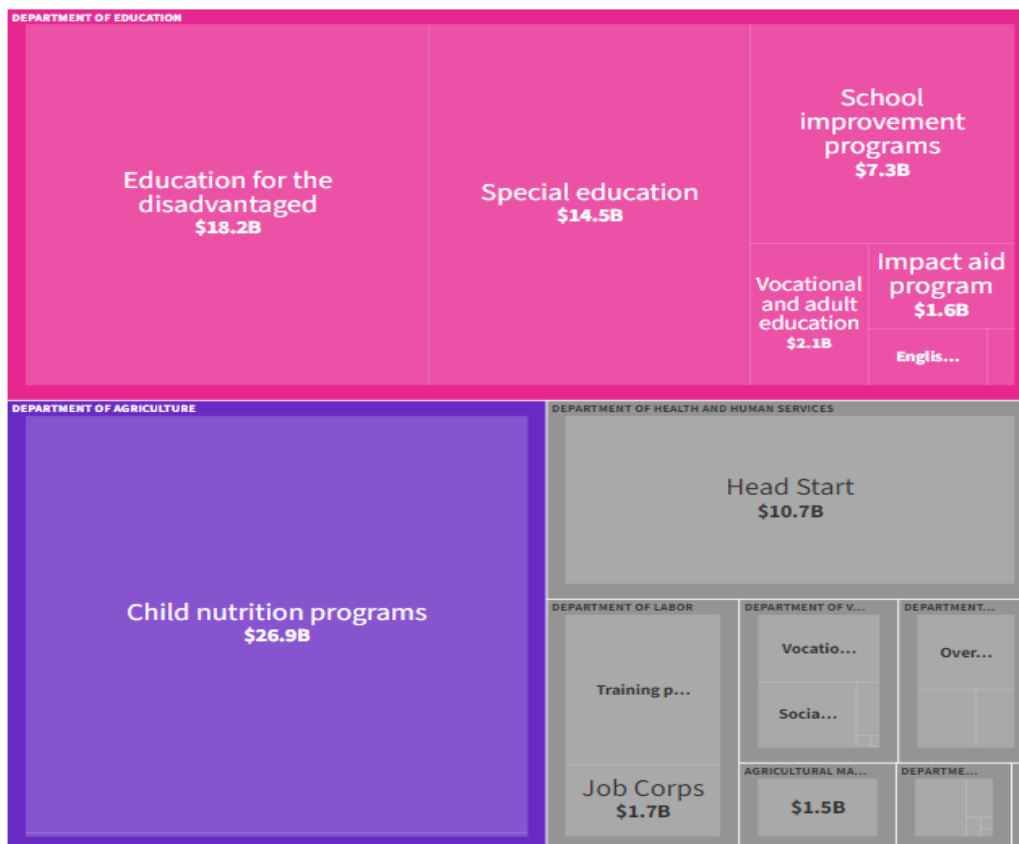 DEPARTMENT OF EDUCATION
Education for the
disadvantaged
$18.2B
Special education
$14.5B
School
improvement
programs
$7.3B
Vocational
and adult
education
$2.1B
Impact aid
program
$1.6B
Englis...
DEPARTMENT OF AGRICULTURE
Child nutrition programs
$26.9B
DEPARTMENT OF HEALTH AND HUMAN SERVICES
Head Start
$10.7B
DEPARTMENT OF LABOR
Training p...
Job Corps
$1.7B
DEPARTMENT OF V...
Vocatio...
Socia...
DEPARTMENT...
Over...
AGRICULTURAL MA...
$1.5B
DEPARTME...